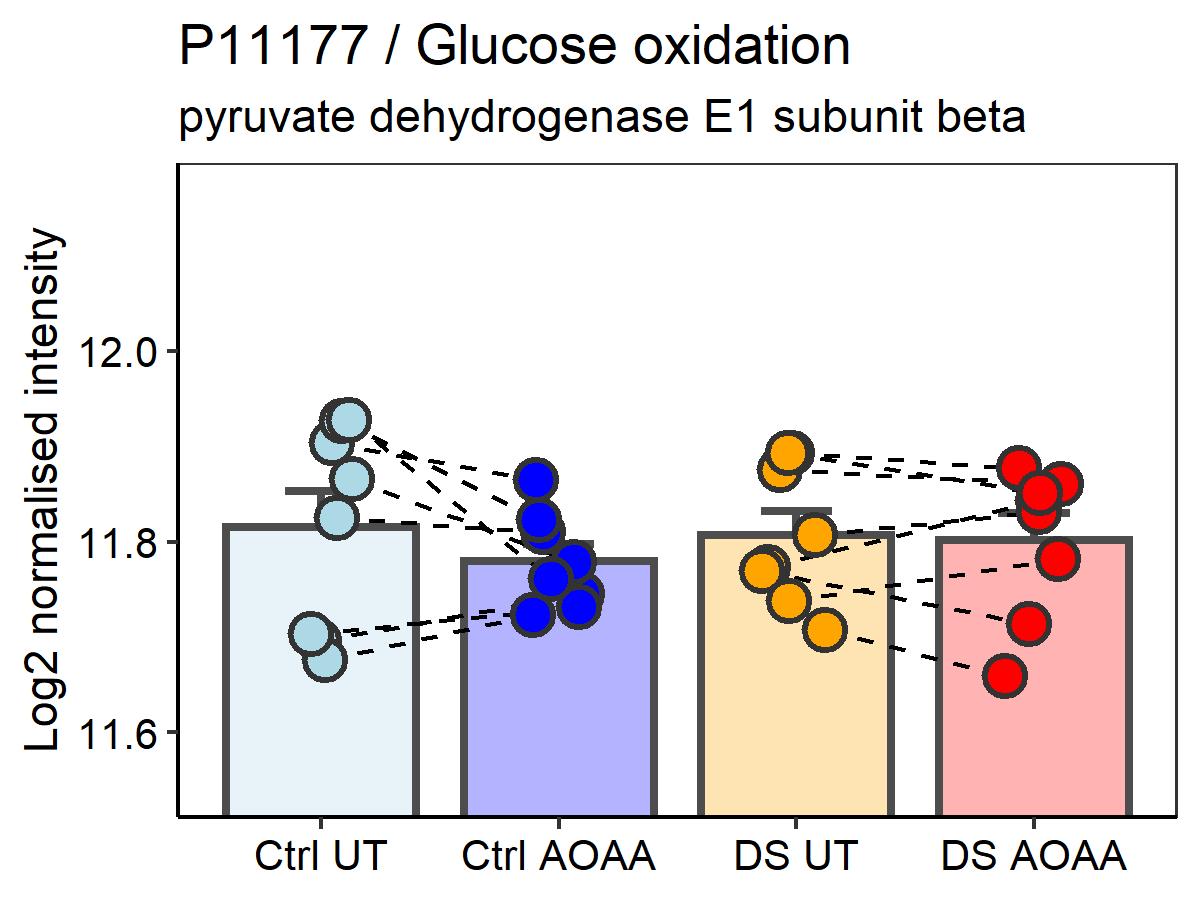 P11177 / Glucose oxidation
pyruvate dehydrogenase E1 subunit beta
Log2 normalised intensity
12.0
11.8
11.6
Ctrl UT
Ctrl AOAA
DS UT
DS AOAA